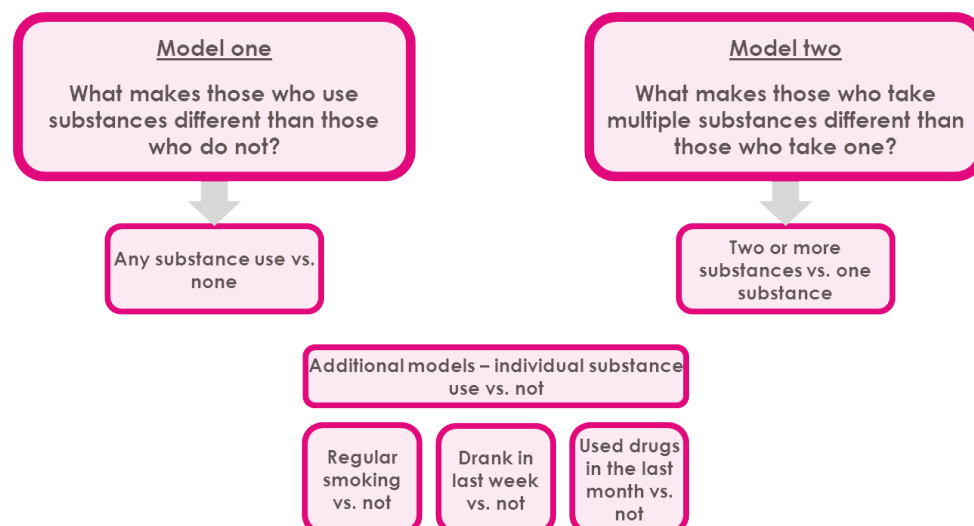 Model one
What makes those who use
substances different than those
who do not?
Model two
What makes those who take
multiple substances different than
those who take one?
Any substance use vs.
none
Two or more
substances vs. one
substance
Additional models – individual substance
use vs. not
Regular
smoking
vs. not
Drank in
last week
vs. not
Used drugs
in the last
month vs.
not